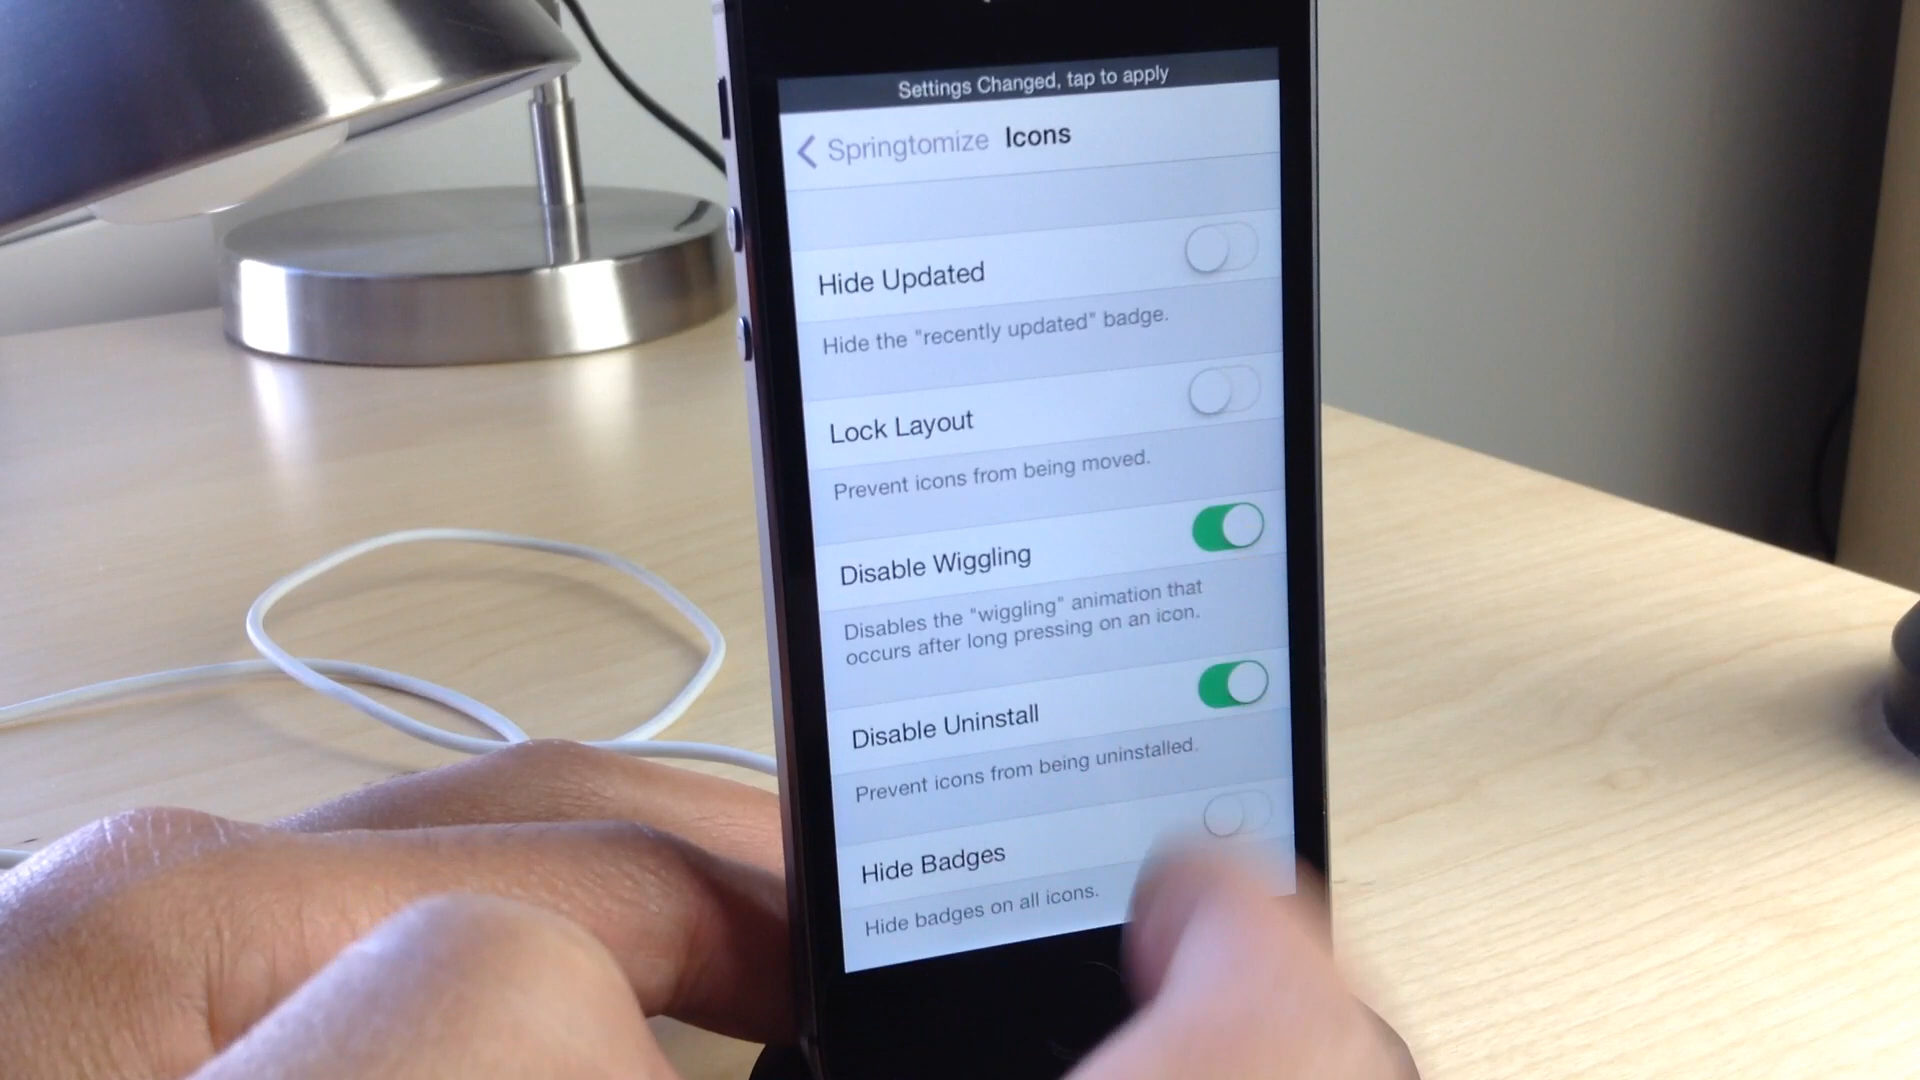 Settings Changed, tap to apply
Springtomize Icons
Hide Updated
Hide the "recently updated" badge.
Lock Layout
Prevent icons from being moved.
Disable Wiggling
Disables the "wiggling" animation that
occurs after long pressing on an icon.
Disable Uninstall
Prevent icons from being uninstalled.
Hide Badges
Hide badges on all icons.